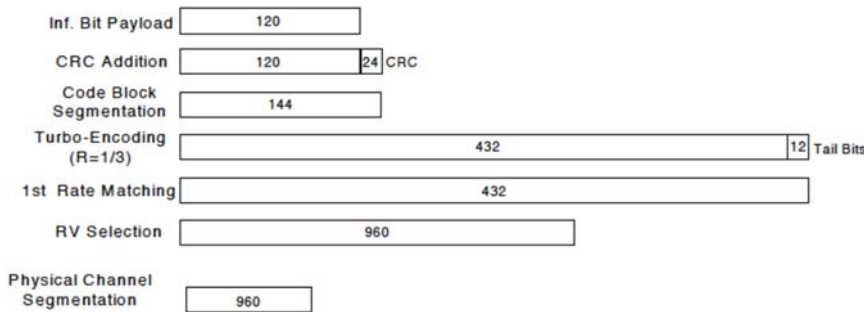 Inf. Bit Payload 120
CRC Addition 120 24 CRC
Code Block
Segmentation 144
Turbo-Encoding
(R=1/3) 432 12 Tail Bits
1st Rate Matching 432
RV Selection 960
Physical Channel
Segmentation 960